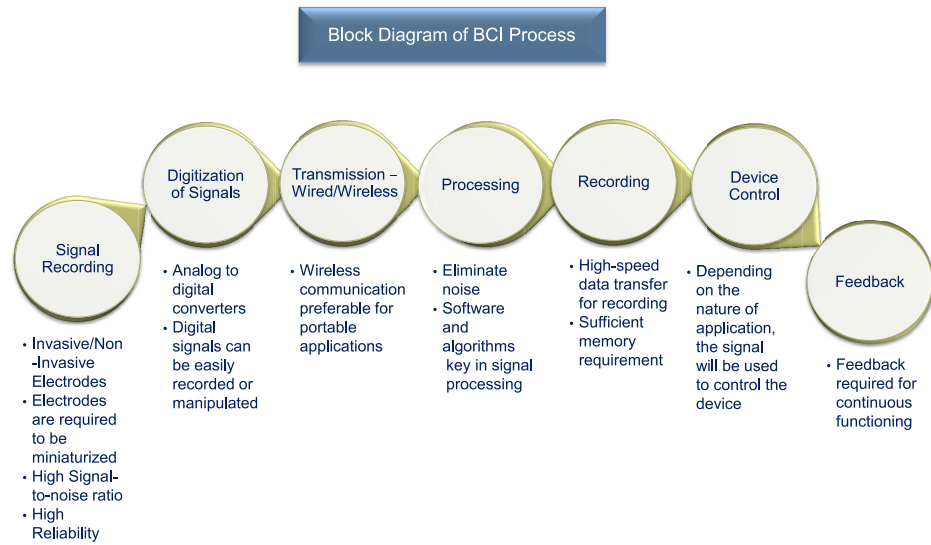 Block Diagram of BCI Process
Signal
Recording
• Invasive/Non
-Invasive
Electrodes
• Electrodes
are required
to be
miniaturized
• High Signal-
to-noise ratio
• High
Reliability
Digitization
of Signals
• Analog to
digital
converters
• Digital
signals can
be easily
recorded or
manipulated
Transmission –
Wired/Wireless
• Wireless
communication
preferable for
portable
applications
Processing
• Eliminate
noise
• Software
and
algorithms
key in signal
processing
Recording
• High-speed
data transfer
for recording
• Sufficient
memory
requirement
Device
Control
• Depending
on the
nature of
application,
the signal
will be used
to control the
device
Feedback
• Feedback
required for
continuous
functioning